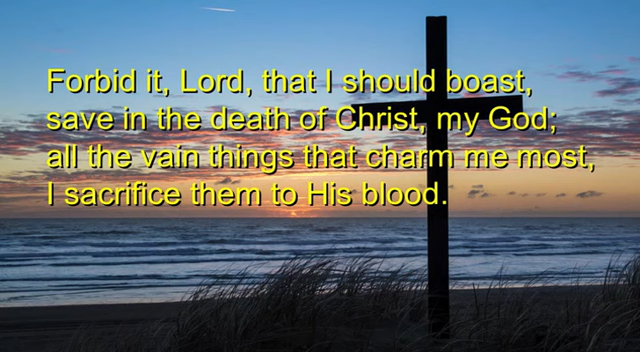 Forbid it, Lord, that I should boast,
save in the death of Christ, my God;
all the vain things that charm me most,
I sacrifice them to His blood.